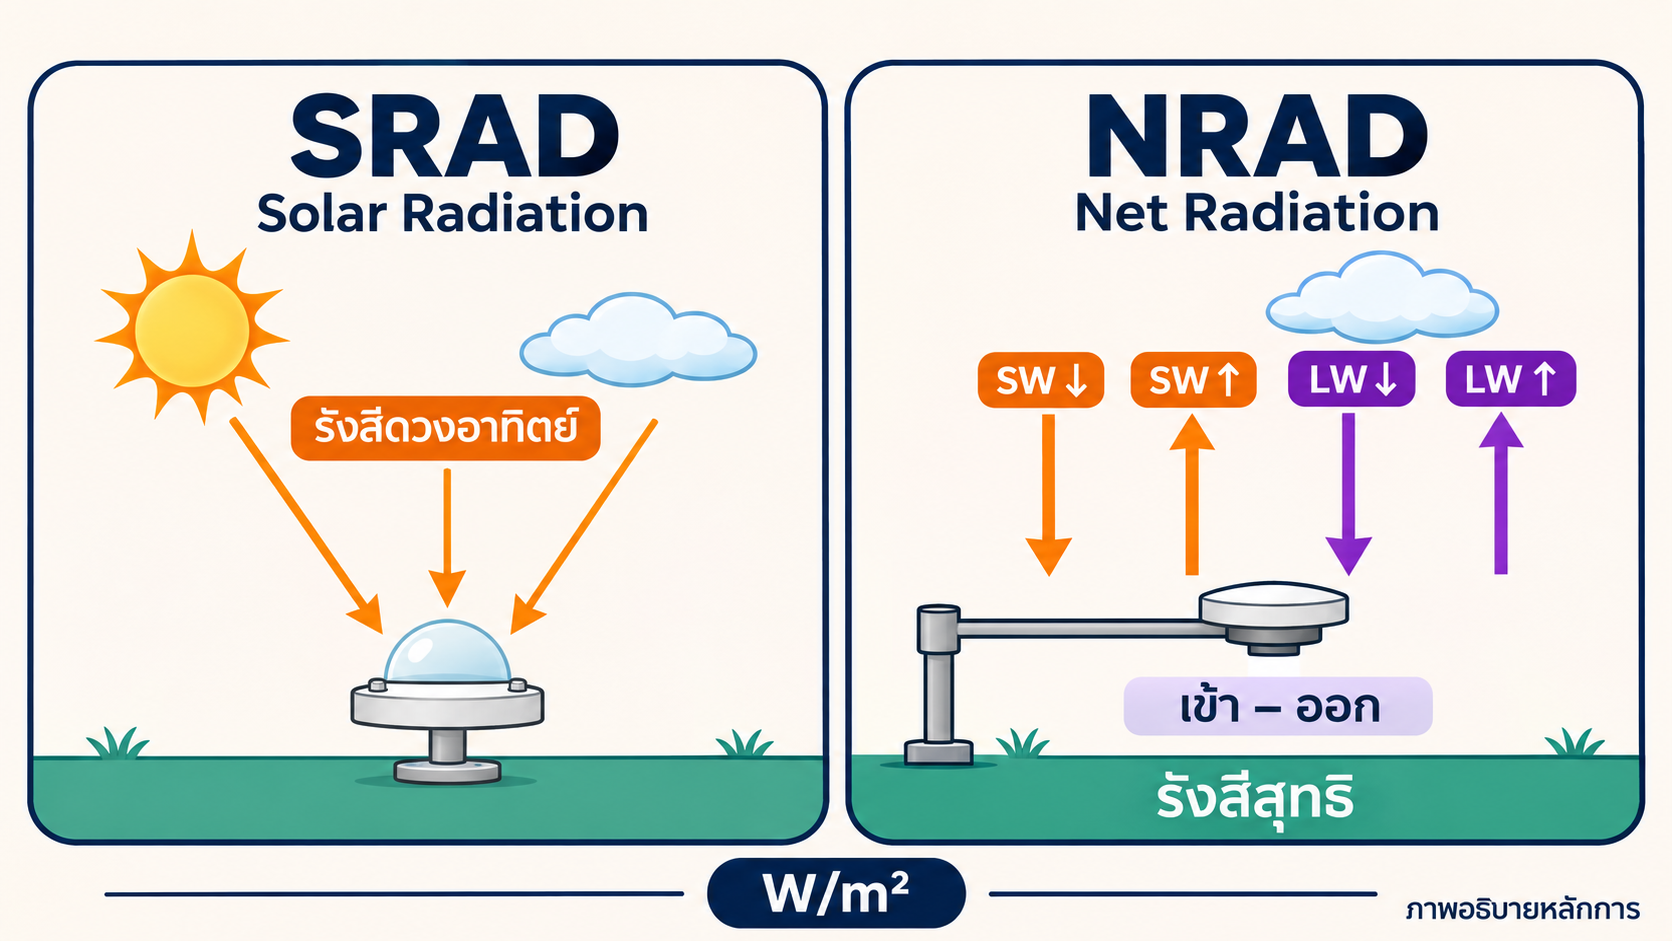 SRAD
Solar Radiation
รังสีดวงอาทิตย์
NRAD
Net Radiation
SW ↓
SW ↑
LW ↓
LW ↑
เข้า – ออก
รังสีสุทธิ
W/m²
ภาพอธิบายหลักการ